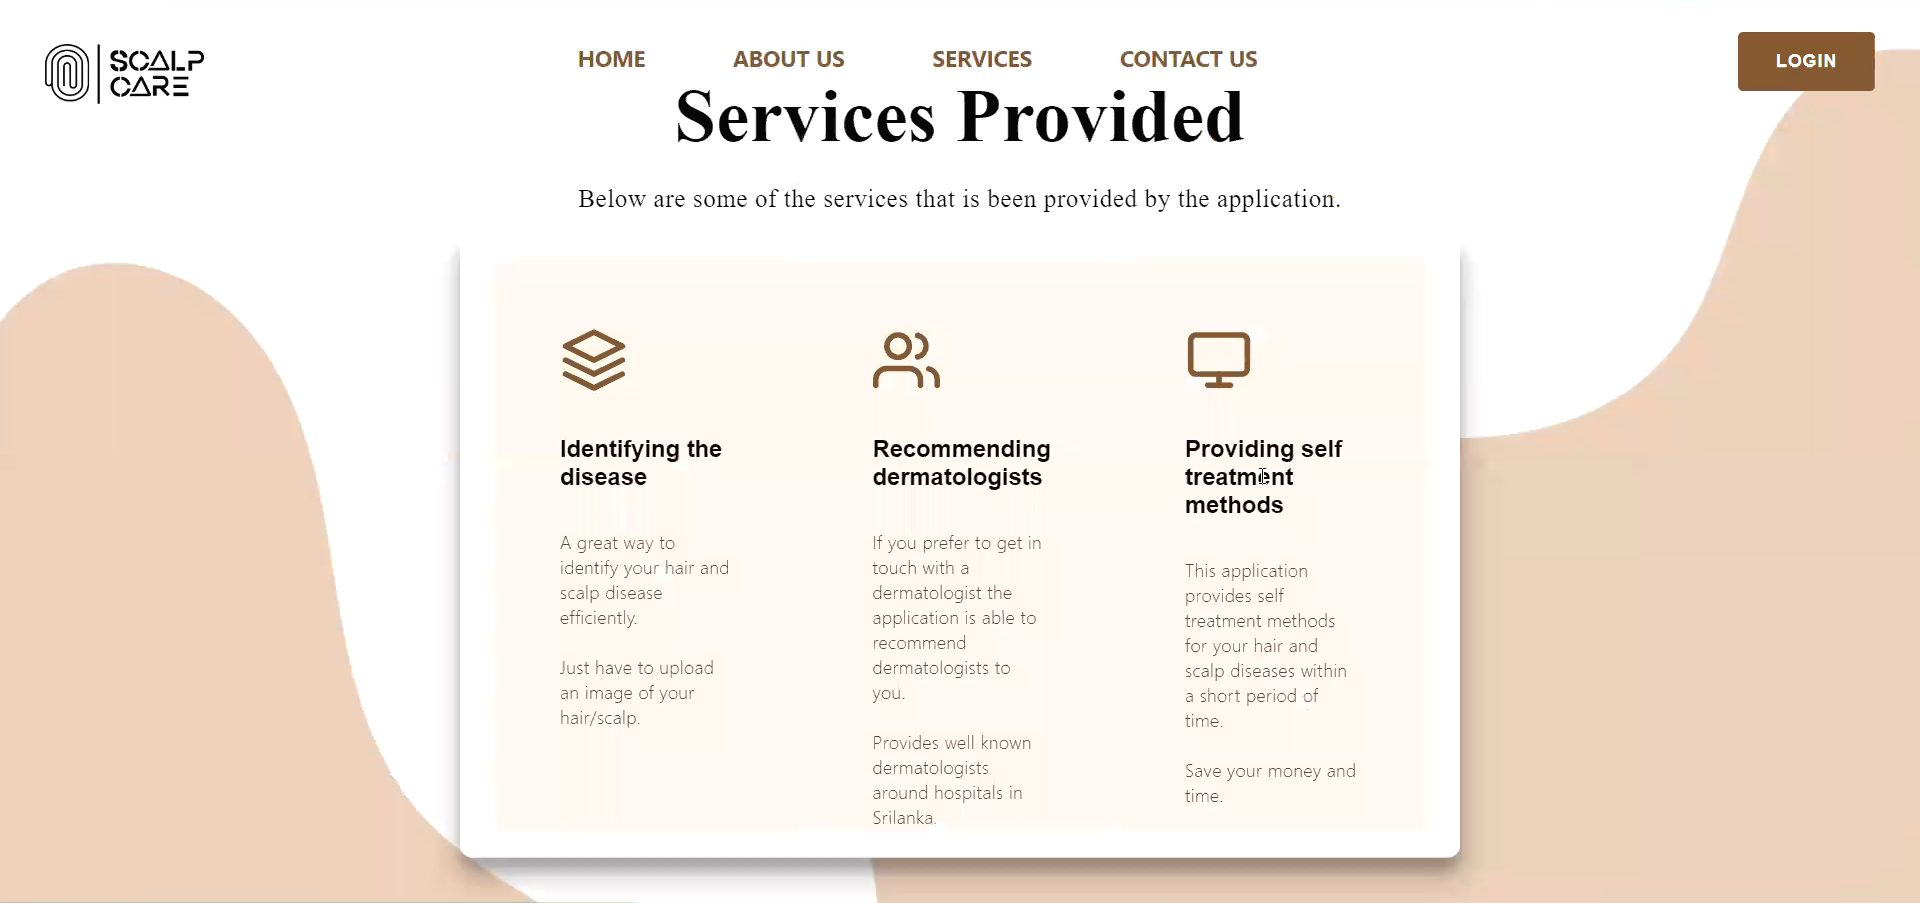 SCALP
CARE
HOME ABOUT US SERVICES CONTACT US
LOGIN
Services Provided
Below are some of the services that is been provided by the application.
Identifying the
disease
A great way to
identify your hair and
scalp disease
efficiently.
Just have to upload
an image of your
hair/scalp.
Recommending
dermatologists
If you prefer to get in
touch with a
dermatologist the
application is able to
recommend
dermatologists to
you.
Provides well known
dermatologists
around hospitals in
Srilanka.
Providing self
treatment
methods
This application
provides self
treatment methods
for your hair and
scalp diseases within
a short period of
time.
Save your money and
time.